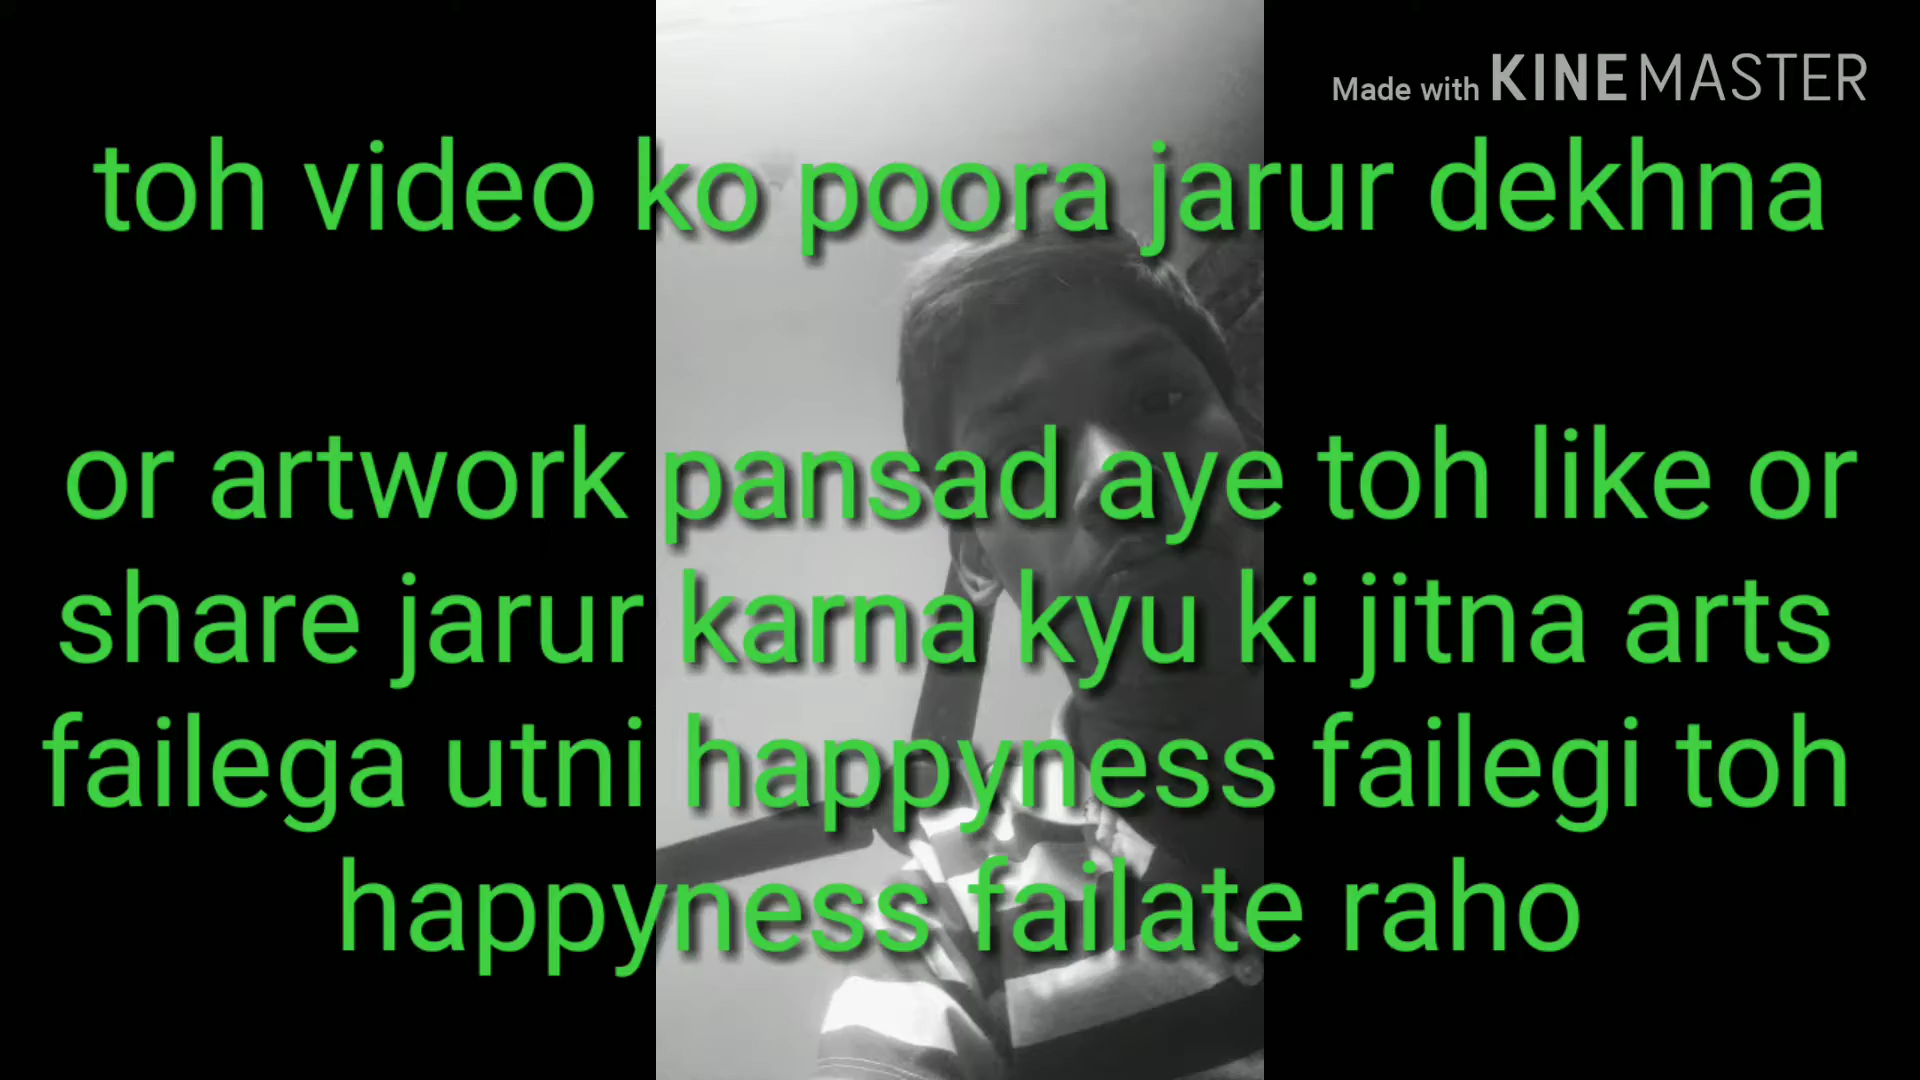 Made with KINEMASTER
toh video ko poora jarur dekhna
or artwork pansad aye toh like or
share jarur karna kyu ki jitna arts
failega utni happyness failegi toh
happyness failate raho